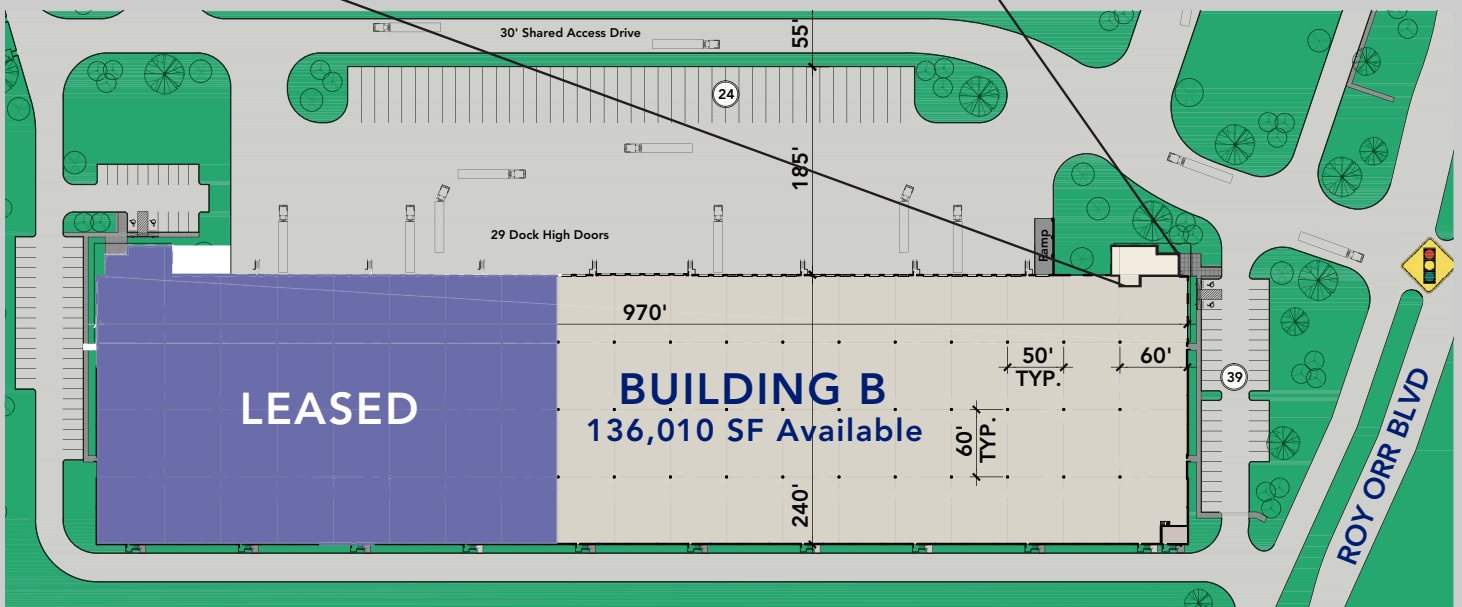 30' Shared Access Drive
55'
24
185'
29 Dock High Doors
Ramp
970'
50'
TYP.
60'
LEASED
BUILDING B
136,010 SF Available
60'
TYP.
39
240'
ROY ORR BLVD